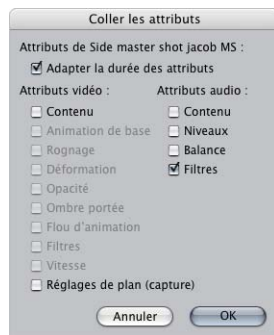 Coller les attributs
Attributs de Side master shot jacob MS :
Adapter la durée des attributs
Attributs vidéo :
Contenu
Animation de base
Rognage
Déformation
Opacité
Ombre portée
Flou d'animation
Filtres
Vitesse
Réglages de plan (capture)
Attributs audio :
Contenu
Niveaux
Balance
Filtres
Annuler
OK